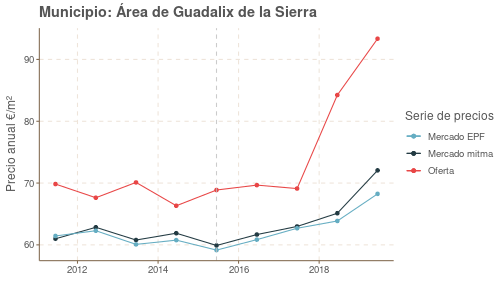 Municipio: Área de Guadalix de la Sierra
Precio anual €/m²
90
80
70
60
2012
2014
2016
2018
Serie de precios
Mercado EPF
Mercado mitma
Oferta